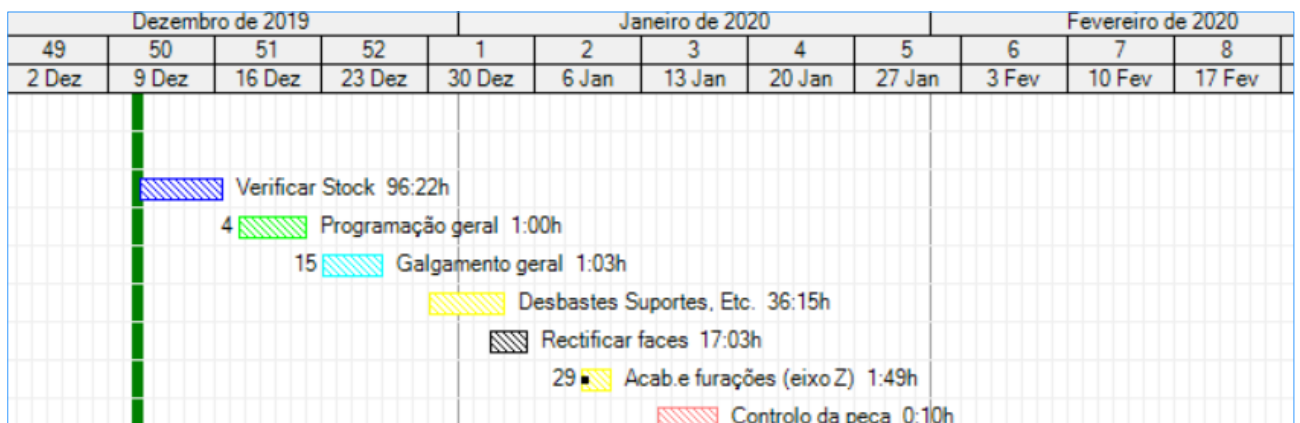 Dezembro de 2019 Janeiro de 2020 Fevereiro de 2020
49 50 51 52 1 2 3 4 5 6 7 8
2 Dez 9 Dez 16 Dez 23 Dez 30 Dez 6 Jan 13 Jan 20 Jan 27 Jan 3 Fev 10 Fev 17 Fev
Verificar Stock 96:22h
4 Programação geral 1:00h
15 Galgamento geral 1:03h
Desbastes Suportes, Etc. 36:15h
Rectificar faces 17:03h
29 Acab.e furações (eixo Z) 1:49h
Controlo da peça 0:10h